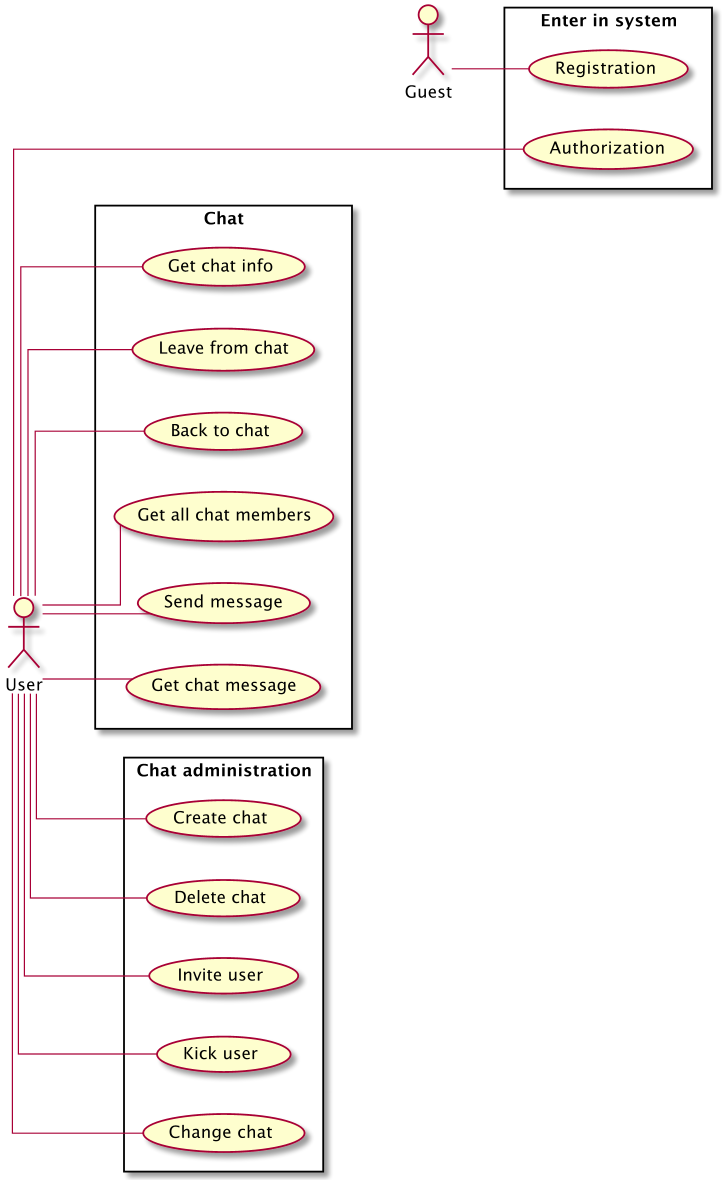 Enter in system
Registration
Guest
Authorization
Chat
Get chat info
Leave from chat
Back to chat
Get all chat members
Send message
User
Get chat message
Chat administration
Create chat
Delete chat
Invite user
Kick user
Change chat